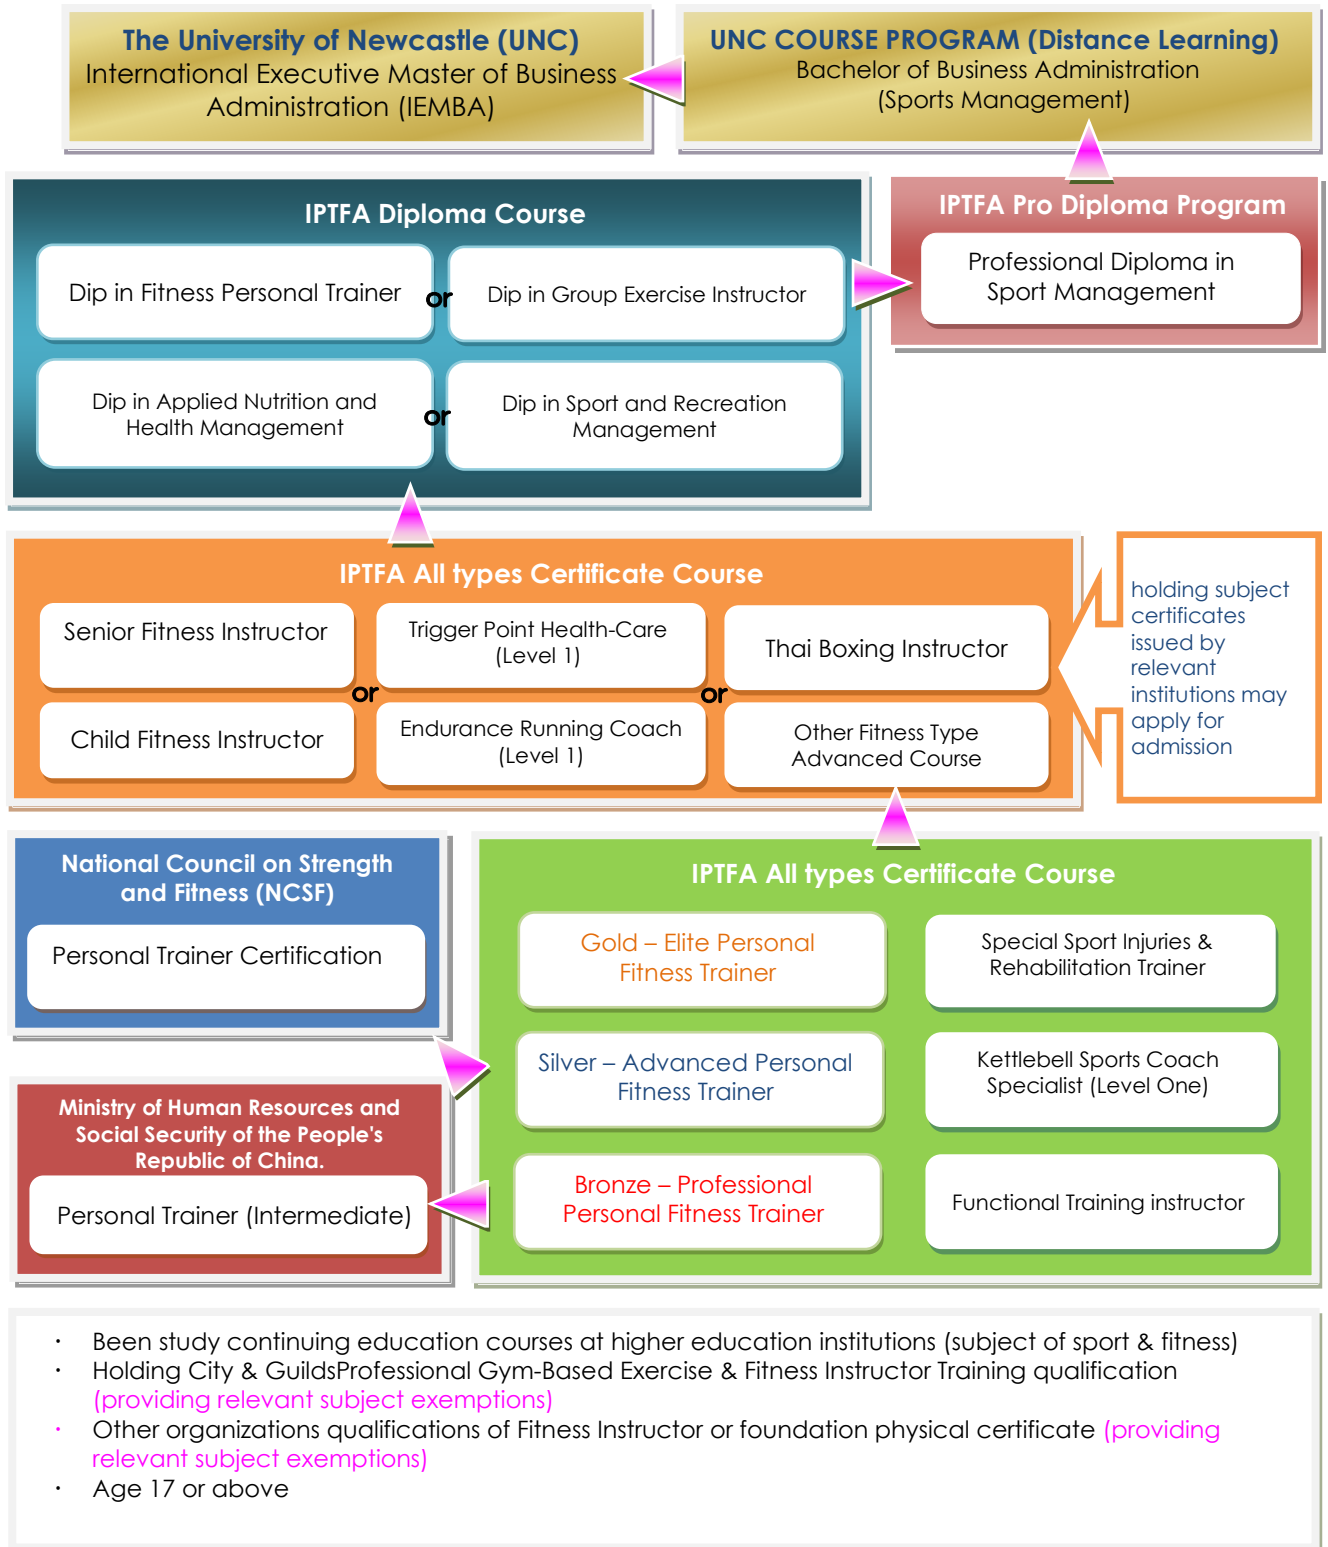 The University of Newcastle (UNC)
International Executive Master of Business
Administration (IEMBA)
UNC COURSE PROGRAM (Distance Learning)
Bachelor of Business Administration
(Sports Management)
IPTFA Diploma Course
Dip in Fitness Personal Trainer
or
Dip in Group Exercise Instructor
Dip in Applied Nutrition and
Health Management
or
Dip in Sport and Recreation
Management
IPTFA Pro Diploma Program
Professional Diploma in
Sport Management
IPTFA All types Certificate Course
Senior Fitness Instructor
Trigger Point Health-Care
(Level 1)
Thai Boxing Instructor
or
or
Child Fitness Instructor
Endurance Running Coach
(Level 1)
Other Fitness Type
Advanced Course
holding subject
certificates
issued by
relevant
institutions may
apply for
admission
National Council on Strength
and Fitness (NCSF)
Personal Trainer Certification
Ministry of Human Resources and
Social Security of the People's
Republic of China.
Personal Trainer (Intermediate)
IPTFA All types Certificate Course
Gold – Elite Personal
Fitness Trainer
Special Sport Injuries &
Rehabilitation Trainer
Silver – Advanced Personal
Fitness Trainer
Kettlebell Sports Coach
Specialist (Level One)
Bronze – Professional
Personal Fitness Trainer
Functional Training instructor
· Been study continuing education courses at higher education institutions (subject of sport & fitness)
· Holding City & GuildsProfessional Gym-Based Exercise & Fitness Instructor Training qualification
(providing relevant subject exemptions)
· Other organizations qualifications of Fitness Instructor or foundation physical certificate (providing
relevant subject exemptions)
· Age 17 or above